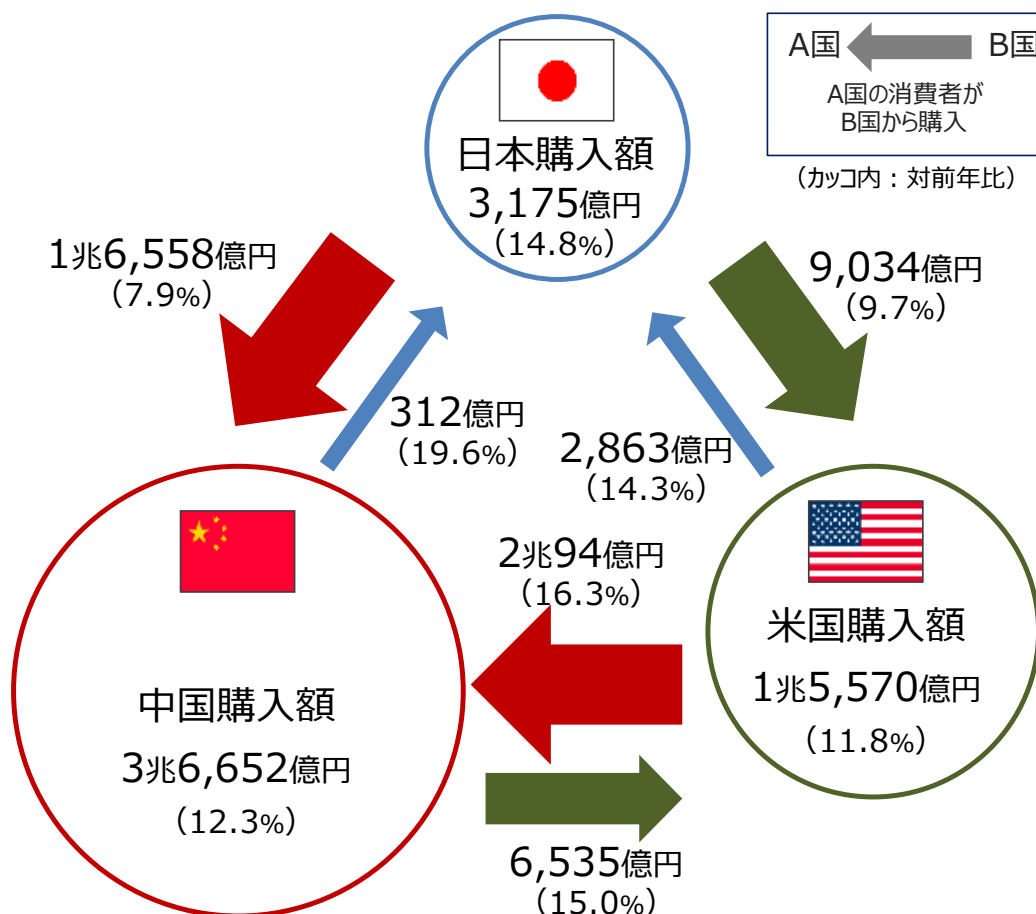 A国 B国
A国の消費者が
B国から購入
（カッコ内：対前年比）
日本購入額
3,175億円
（14.8%）
1兆6,558億円
（7.9%）
9,034億円
（9.7%）
312億円
（19.6%）
2,863億円
（14.3%）
2兆94億円
（16.3%）
米国購入額
1兆5,570億円
（11.8%）
中国購入額
3兆6,652億円
（12.3%）
6,535億円
（15.0%）